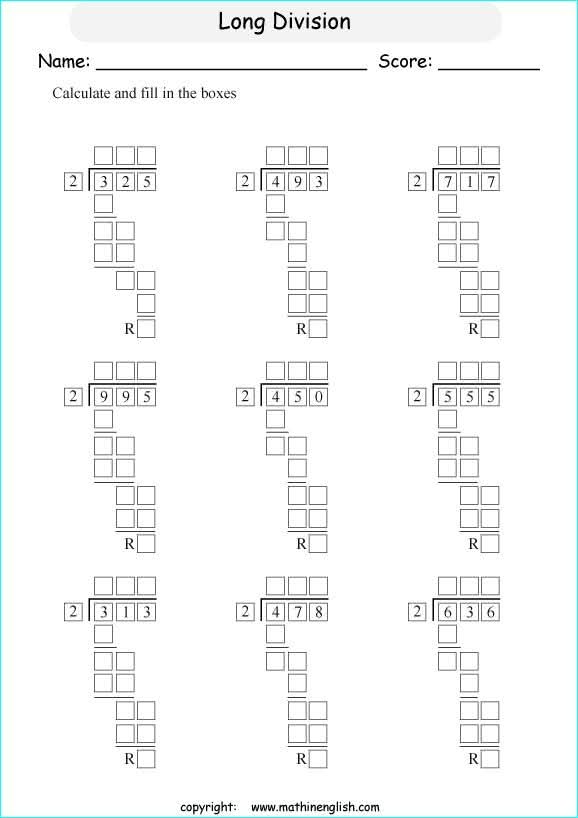 Long Division
Name: Score:
Calculate and fill in the boxes
2 3 2 5
2 4 9 3
2 7 1 7
R
R
R
2 9 9 5
2 4 5 0
2 5 5 5
R
R
R
2 3 1 3
2 4 7 8
2 6 3 6
R
R
R
copyright: www.mathinenglish.com